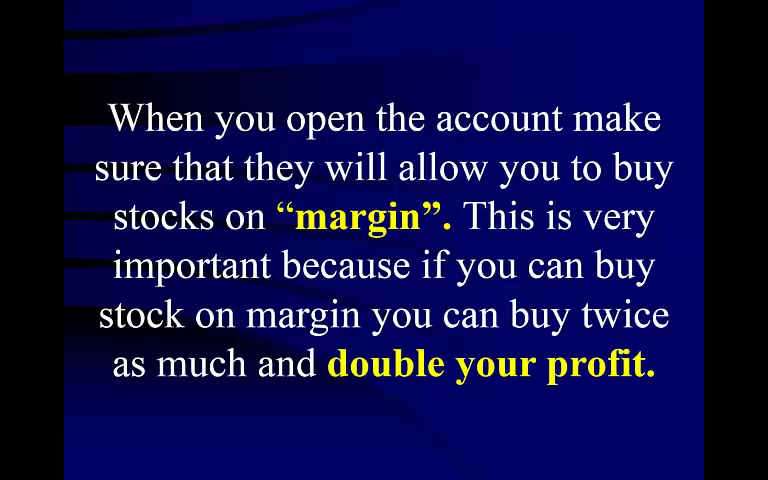 When you open the account make
sure that they will allow you to buy
stocks on “margin”. This is very
important because if you can buy
stock on margin you can buy twice
as much and double your profit.